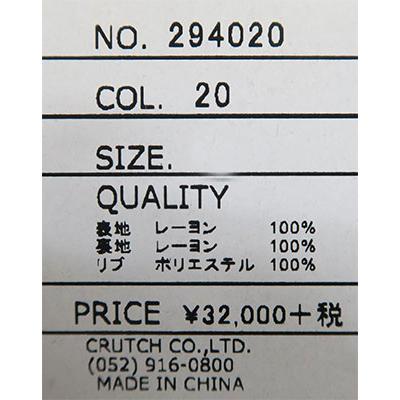 NO. 294020
COL. 20
SIZE.
QUALITY
表地 レーヨン 100%
裏地 レーヨン 100%
リブ ポリエステル 100%
PRICE ¥32,000+税
CRUTCH CO.,LTD.
(052) 916-0800
MADE IN CHINA